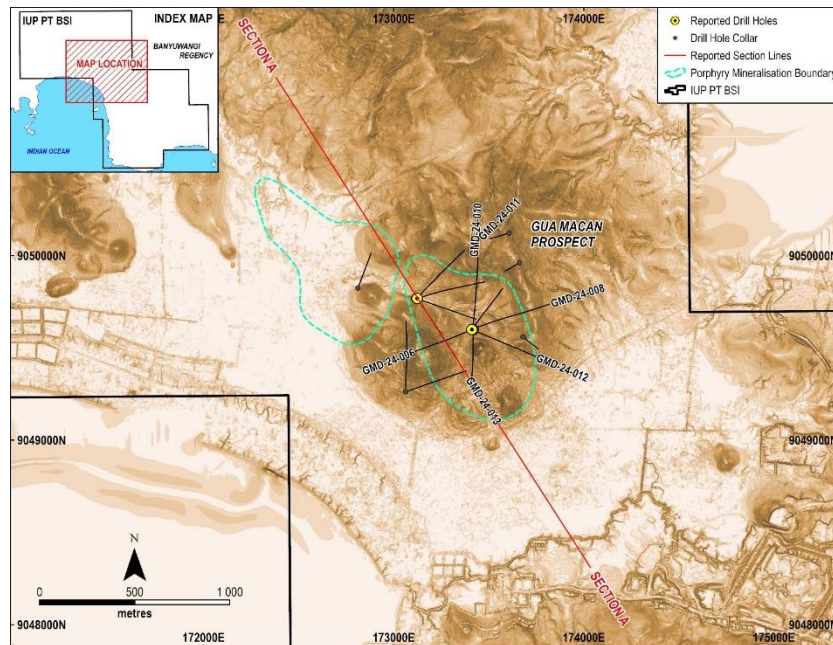 IUP PT BSI
INDEX MAP
BANYUWANGI
REGENCY
MAP LOCATION
INDIAN OCEAN
173000E
174000E
Reported Drill Holes
Drill Hole Collar
Reported Section Lines
Porphyry Mineralisation Boundary
IUP PT BSI
SECTION A
GMD-24-010
GMD-24-011
GUA MACAN
PROSPECT
9050000N
9050000N
GMD-24-008
GMD-24-006
GMD-24-012
GMD-24-013
9049000N
9049000N
N
0 500 1 000
metres
SECTION A
9048000N
9048000N
172000E
173000E
174000E
175000E